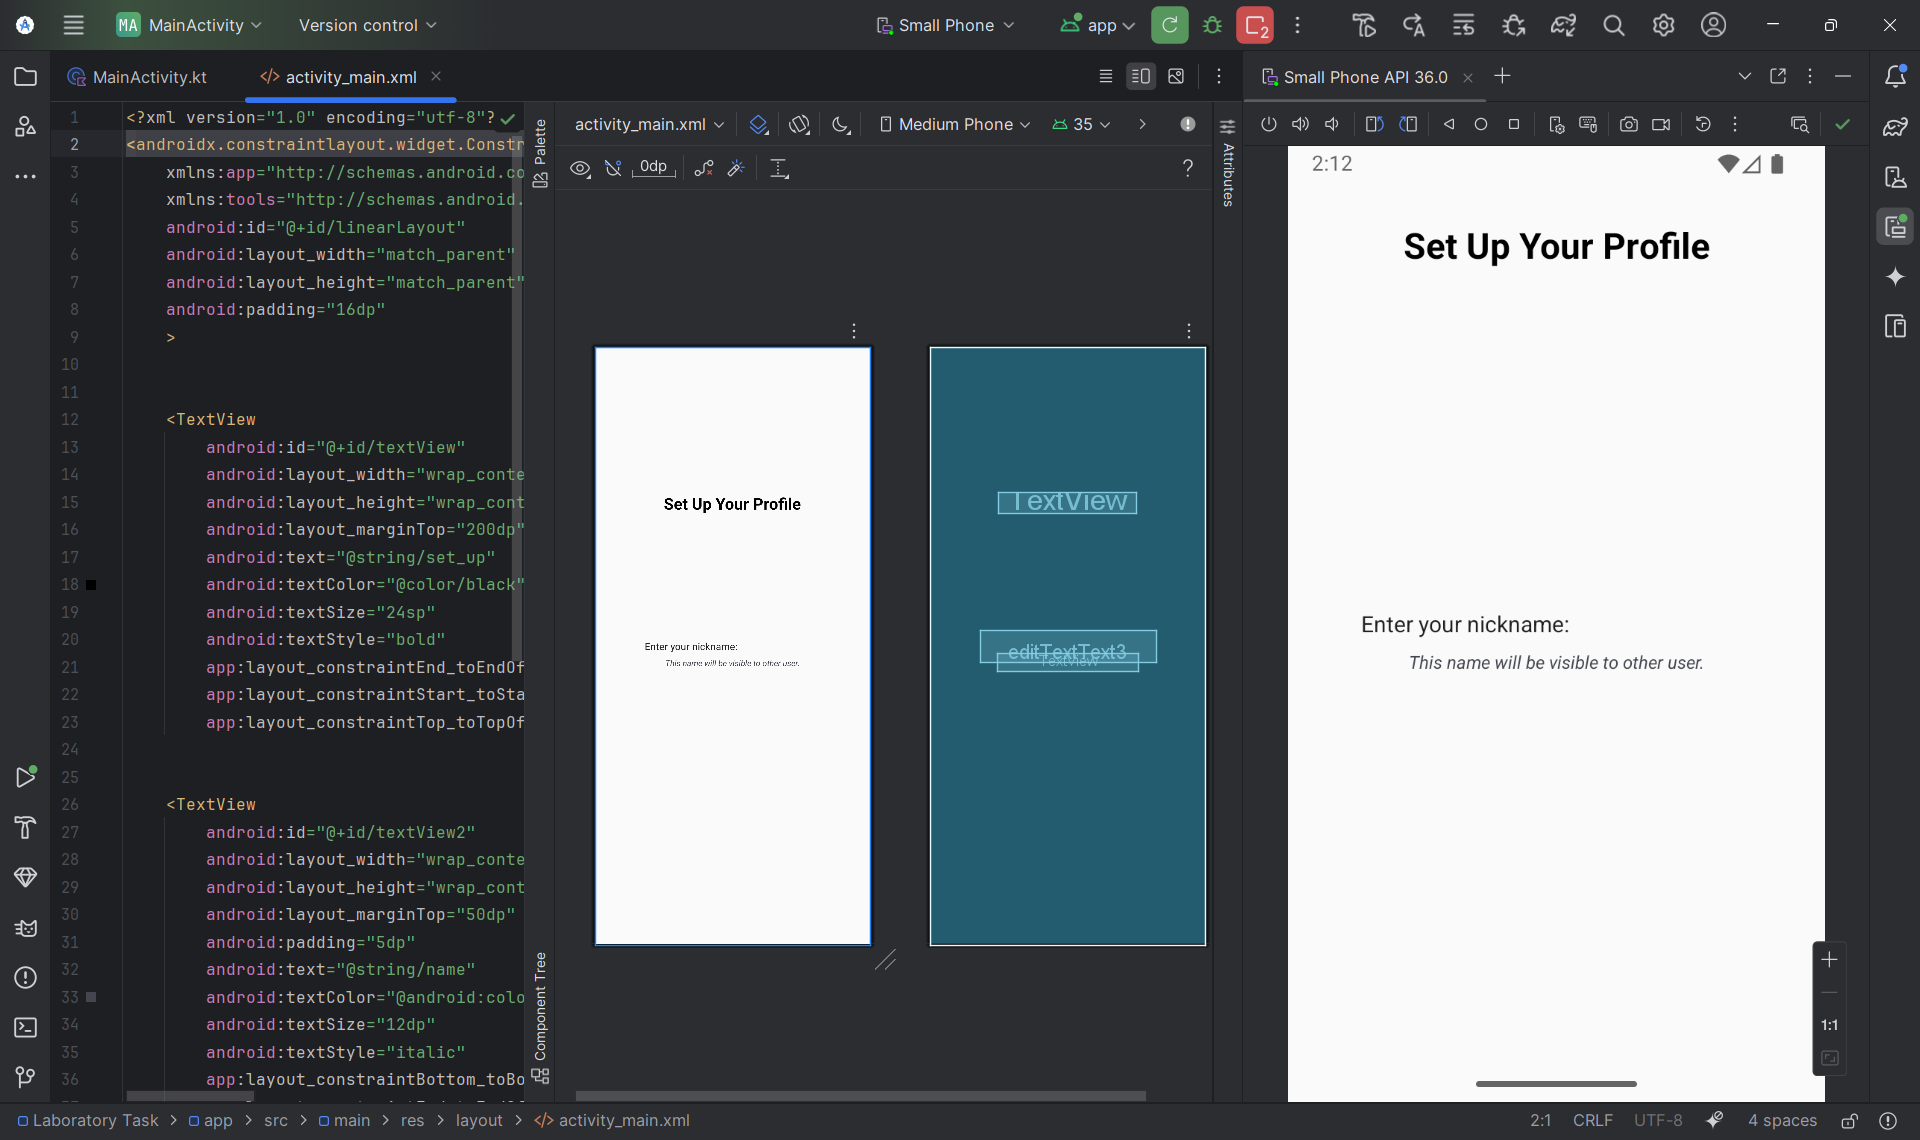 MA MainActivity Version control Small Phone app 2
MainActivity.kt activity_main.xml Small Phone API 36.0
1 <?xml version="1.0" encoding="utf-8"?
2 <androidx.constraintlayout.widget.Constr
3 xmlns:app="http://schemas.android.co
4 xmlns:tools="http://schemas.android.
5 android:id="@+id/linearLayout"
6 android:layout_width="match_parent"
7 android:layout_height="match_parent"
8 android:padding="16dp"
9 >
10
11
12 <TextView
13 android:id="@+id/textView"
14 android:layout_width="wrap_conte
15 android:layout_height="wrap_cont
16 android:layout_marginTop="200dp"
17 android:text="@string/set_up"
18 android:textColor="@color/black"
19 android:textSize="24sp"
20 android:textStyle="bold"
21 app:layout_constraintEnd_toEndOf
22 app:layout_constraintStart_toSta
23 app:layout_constraintTop_toTopOf
24
25
26 <TextView
27 android:id="@+id/textView2"
28 android:layout_width="wrap_conte
29 android:layout_height="wrap_cont
30 android:layout_marginTop="50dp"
31 android:padding="5dp"
32 android:text="@string/name"
33 android:textColor="@android:colo
34 android:textSize="12dp"
35 android:textStyle="italic"
36 app:layout_constraintBottom_toBo
Palette
Component Tree
activity_main.xml Medium Phone 35
0dp ?
Set Up Your Profile
Enter your nickname:
This name will be visible to other user.
TextView
editTextText3
TextView
Attributes
2:12
Set Up Your Profile
Enter your nickname:
This name will be visible to other user.
1:1
Laboratory Task > app > src > main > res > layout > activity_main.xml 2:1 CRLF UTF-8 4 spaces